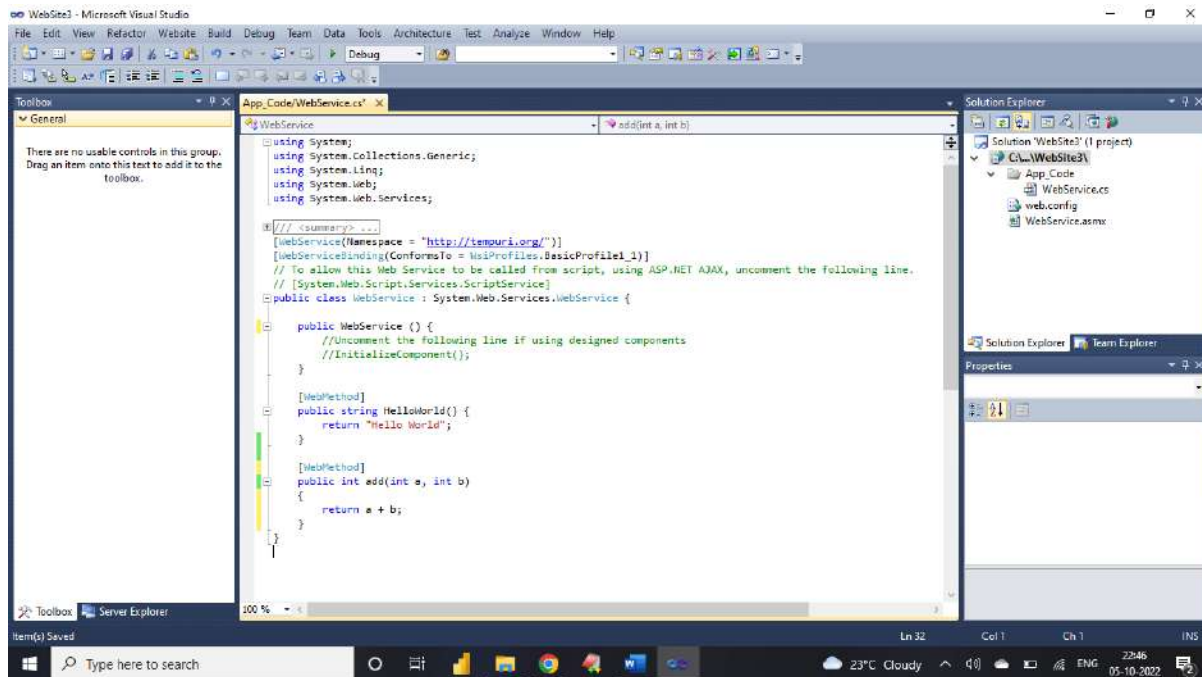 WebSite3 - Microsoft Visual Studio
File Edit View Refactor Website Build Debug Team Data Tools Architecture Test Analyze Window Help
Debug
Toolbox
General
There are no usable controls in this group.
Drag an item onto this text to add it to the
toolbox.
Toolbox Server Explorer
App_Code/WebService.cs*
WebService add(int a, int b)
using System;
using System.Collections.Generic;
using System.Linq;
using System.Web;
using System.Web.Services;
/// <summary> ...
[WebService(Namespace = "http://tempuri.org/")]
[WebServiceBinding(ConformsTo = WsiProfiles.BasicProfile1_1)]
// To allow this Web Service to be called from script, using ASP.NET AJAX, uncomment the following line.
// [System.Web.Script.Services.ScriptService]
public class WebService : System.Web.Services.WebService {
public WebService () {
//Uncomment the following line if using designed components
//InitializeComponent();
}
[WebMethod]
public string HelloWorld() {
return "Hello World";
}
[WebMethod]
public int add(int a, int b)
{
return a + b;
}
}
100 %
Solution Explorer
Solution 'WebSite3' (1 project)
C:\...\WebSite3\
App_Code
WebService.cs
web.config
WebService.asmx
Solution Explorer Team Explorer
Properties
Item(s) Saved Ln 32 Col 1 Ch 1 INS
Type here to search 23°C Cloudy ENG 22:46
05-10-2022
2